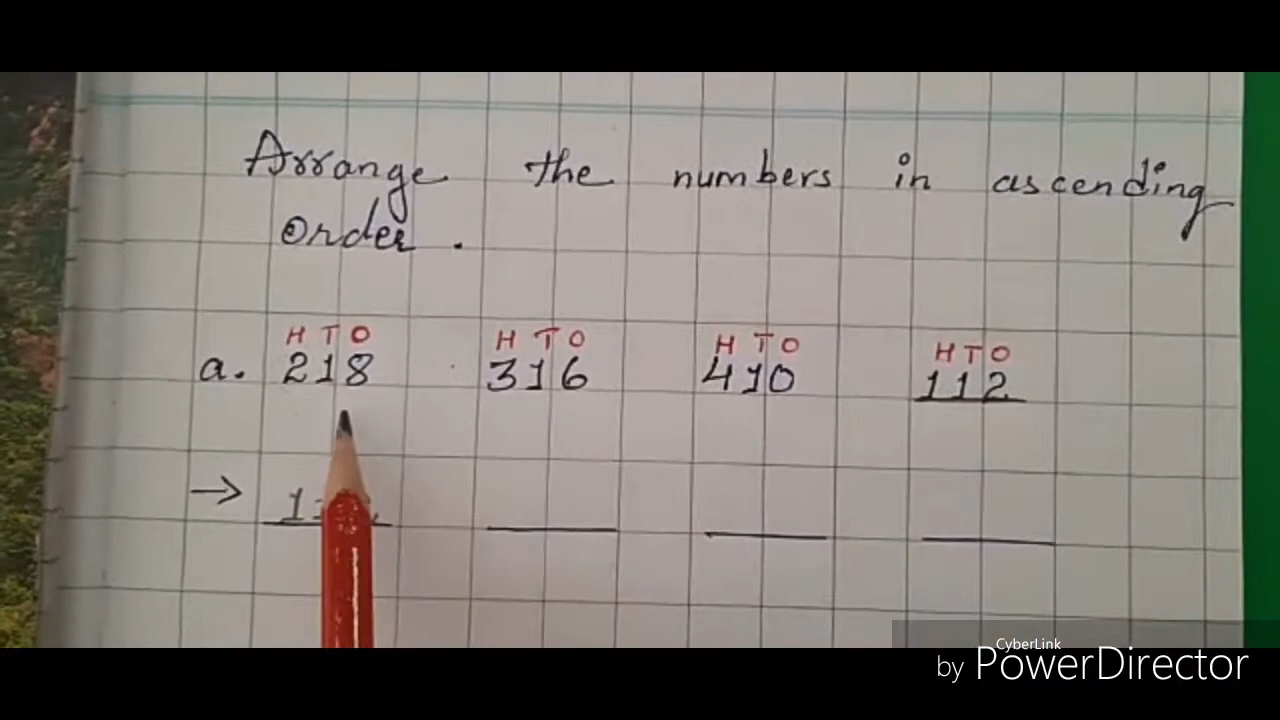 Arrange the numbers in ascending
order.
H T O H T O H T O H T O
a. 218 316 410 112
→
CyberLink
by PowerDirector